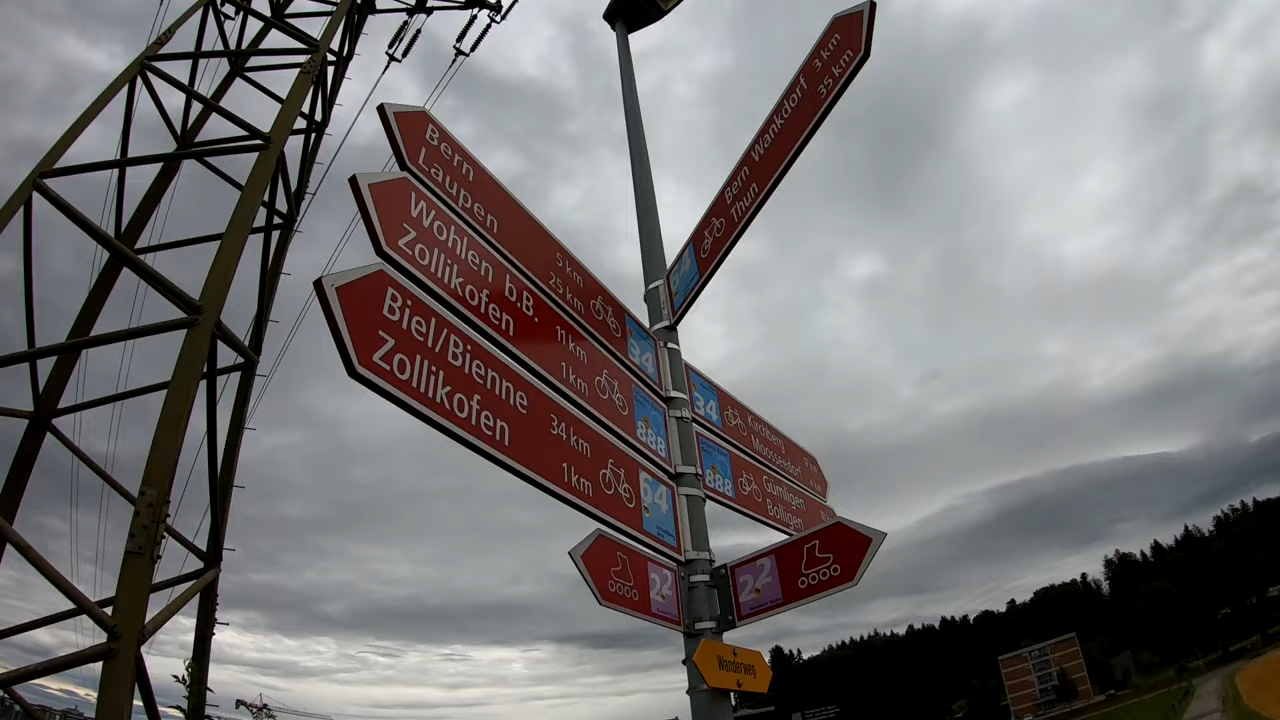 Bern Wankdorf 3 km
Thun 35 km
Bern
Laupen
5 km
25 km
34
Wohlen b.B.
Zollikofen
11 km
1 km
888
Biel/Bienne
Zollikofen
34 km
1 km
64
34
Kirchberg
Moosseedorf
888
Gümligen
Bolligen
22
22
Wanderweg